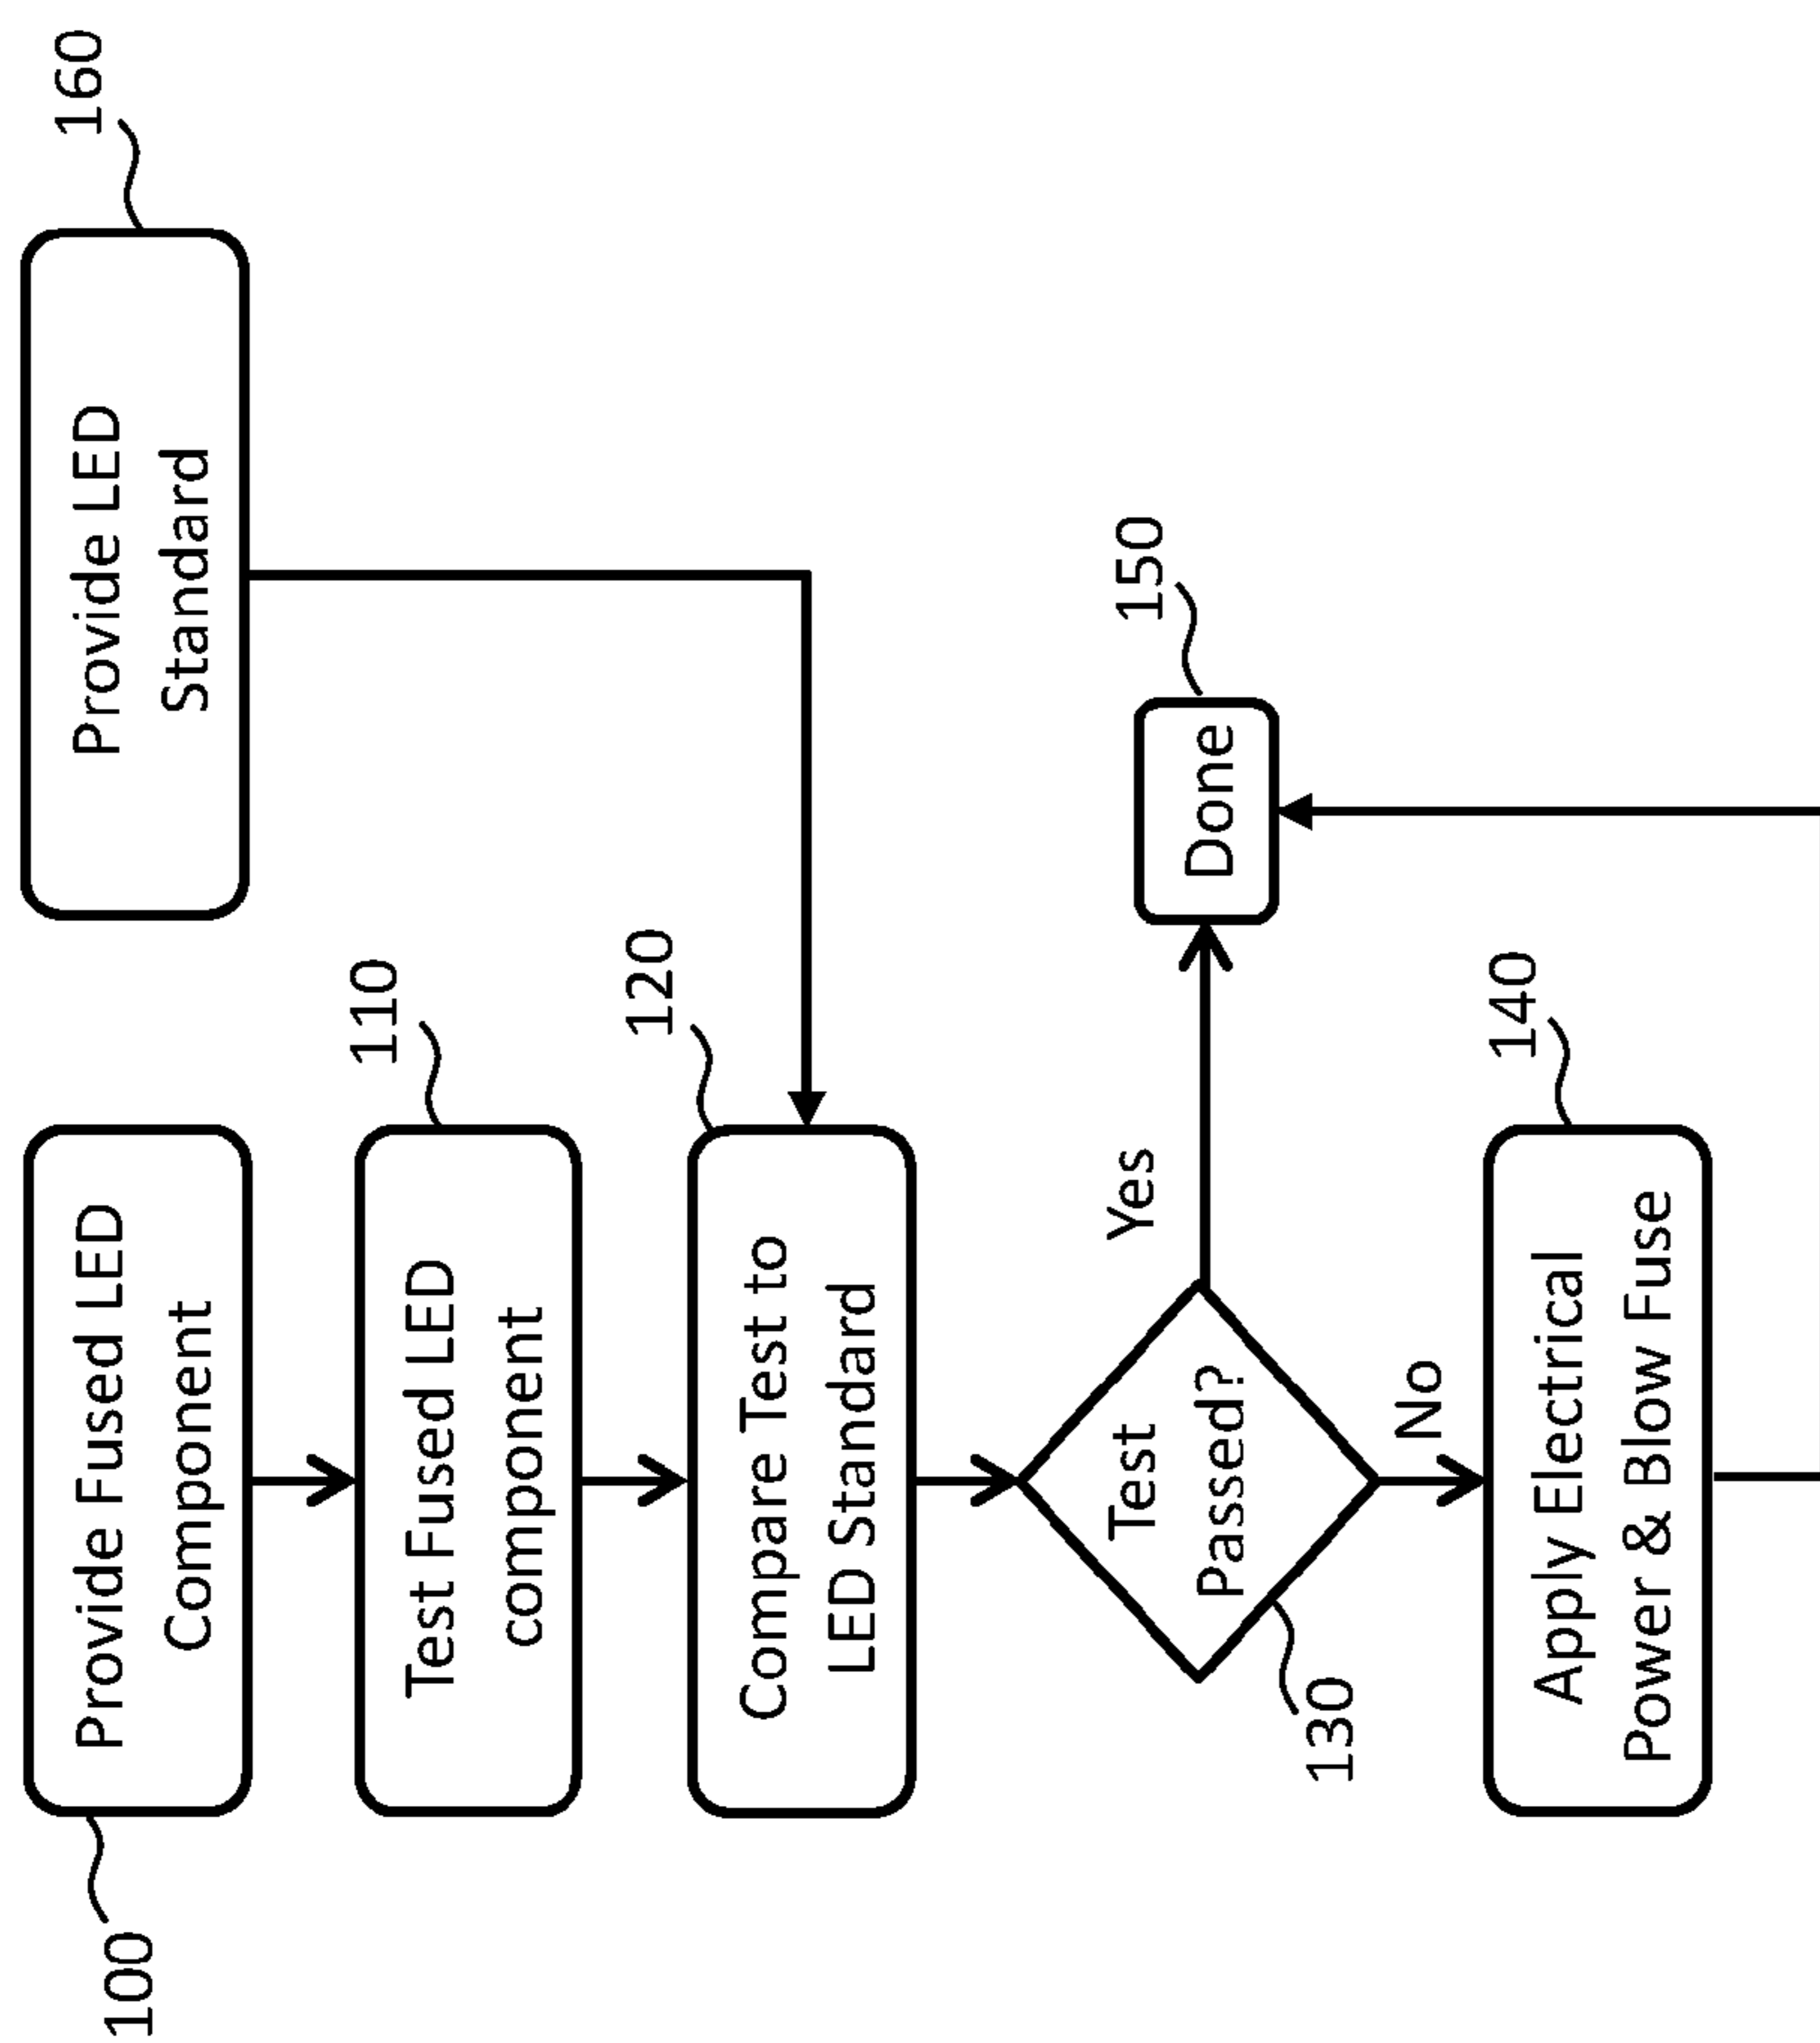 100
Provide Fused LED
Component
Provide LED
Standard
160
Test Fused LED
component
110
Compare Test to
LED Standard
120
Test
Passed?
130
Yes
Done
150
No
Apply Electrical
Power & Blow Fuse
140